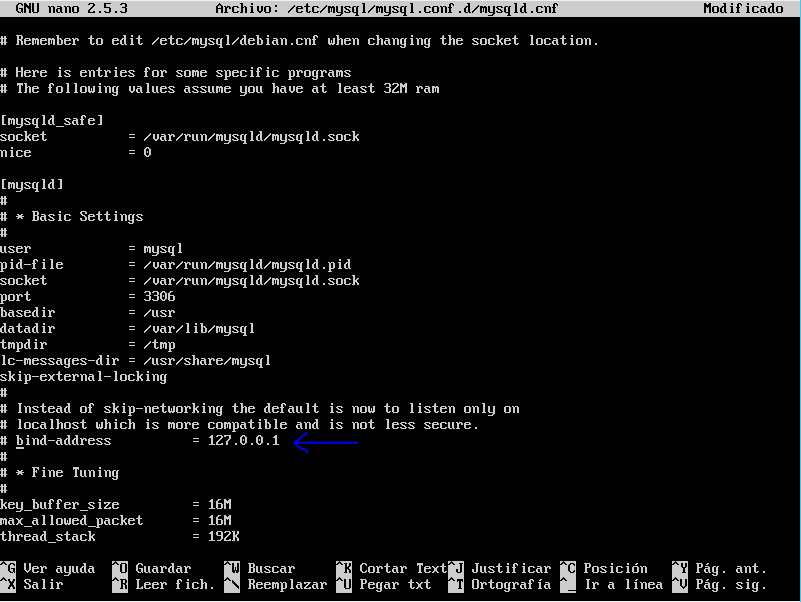 GNU nano 2.5.3 Archivo: /etc/mysql/mysql.conf.d/mysqld.cnf Modificado
# Remember to edit /etc/mysql/debian.cnf when changing the socket location.
# Here is entries for some specific programs
# The following values assume you have at least 32M ram
[mysqld_safe]
socket = /var/run/mysqld/mysqld.sock
nice = 0
[mysqld]
#
# * Basic Settings
#
user = mysql
pid-file = /var/run/mysqld/mysqld.pid
socket = /var/run/mysqld/mysqld.sock
port = 3306
basedir = /usr
datadir = /var/lib/mysql
tmpdir = /tmp
lc-messages-dir = /usr/share/mysql
skip-external-locking
#
# Instead of skip-networking the default is now to listen only on
# localhost which is more compatible and is not less secure.
# bind-address = 127.0.0.1
#
# * Fine Tuning
#
key_buffer_size = 16M
max_allowed_packet = 16M
thread_stack = 192K
^G Ver ayuda ^O Guardar ^W Buscar ^K Cortar Text ^J Justificar ^C Posición ^Y Pág. ant.
^X Salir ^R Leer fich. ^\ Reemplazar ^U Pegar txt ^T Ortografía ^_ Ir a línea ^V Pág. sig.